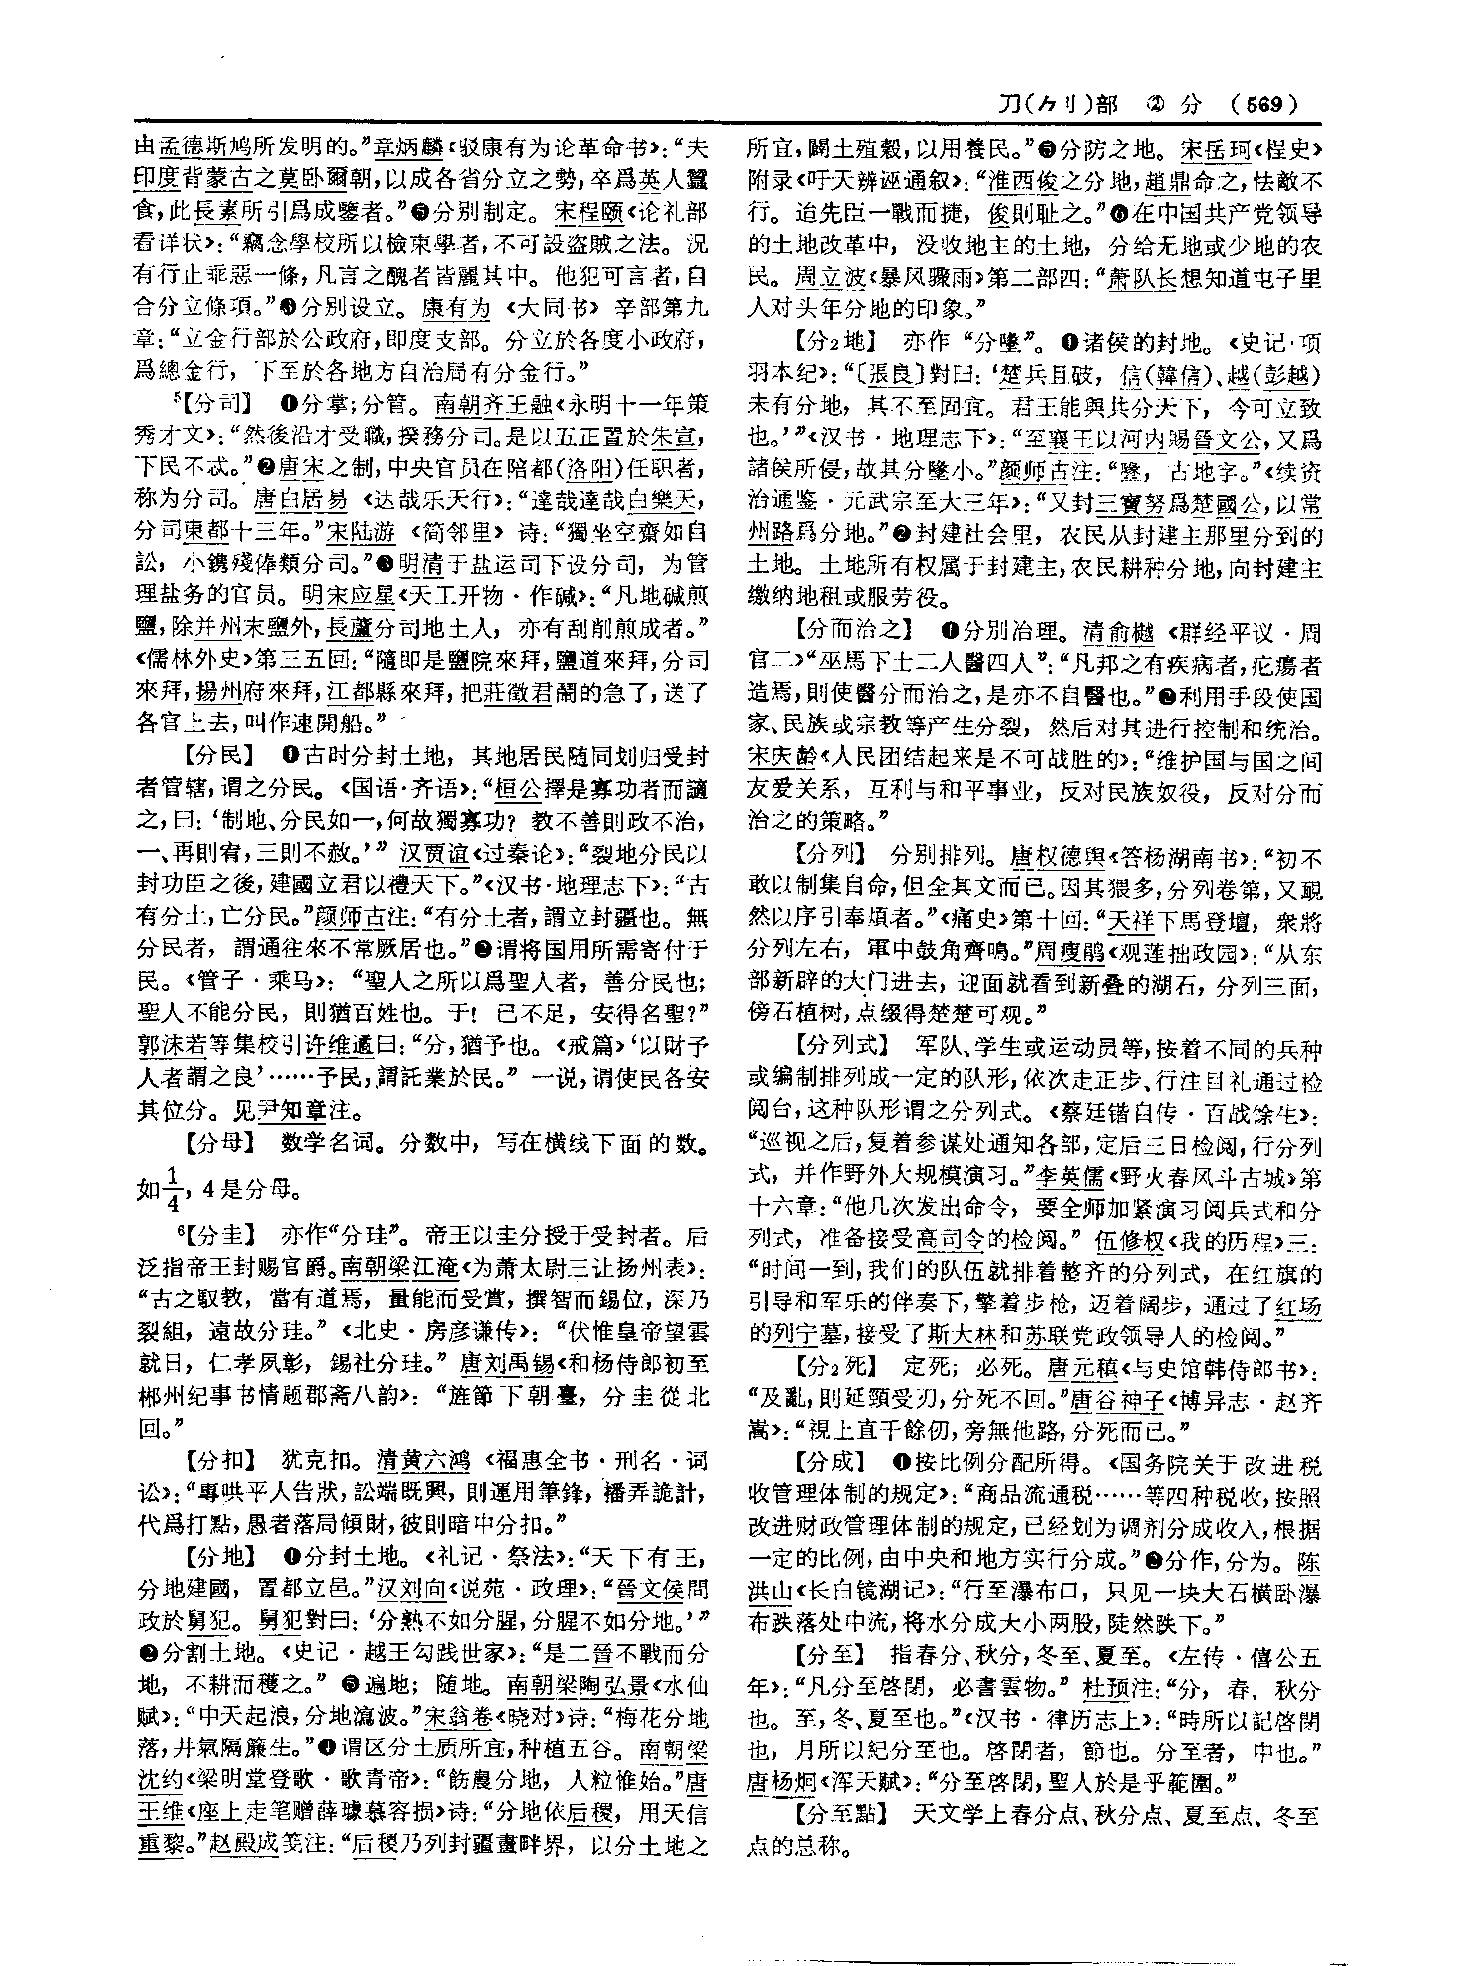 刀(⺈刂)部 ② 分 (569)
由孟德斯鸠所发明的。”章炳麟《驳康有为论革命书》：“夫
印度背蒙古之莫卧爾朝，以成各省分立之勢，卒爲英人蠶
食，此長素所引爲成鑒者。”❷分别制定。宋程颐《论礼部
看详状》：“竊念學校所以檢束學者，不可設盜賊之法。況
有行止乖惡一條，凡言之醜者皆麗其中。他犯可言者，自
合分立條項。”❸分别设立。康有为《大同书》辛部第九
章：“立金行部於公政府，即度支部。分立於各度小政府，
爲總金行，下至於各地方自治局有分金行。”
⁵【分司】 ❶分掌；分管。南朝齐王融《永明十一年策
秀才文》：“然後沿才受職，揆務分司。是以五正置於朱宣，
下民不忒。”❷唐宋之制，中央官员在陪都(洛阳)任职者，
称为分司。唐白居易《达哉乐天行》：“達哉達哉白樂天，
分司東都十三年。”宋陆游《简邻里》诗：“獨坐空齋如自
訟，小鐫殘俸類分司。”❸明清于盐运司下设分司，为管
理盐务的官员。明宋应星《天工开物·作碱》：“凡地碱煎
鹽，除并州末鹽外，長蘆分司地土人，亦有刮削煎成者。”
《儒林外史》第三五回：“隨即是鹽院來拜，鹽道來拜，分司
來拜，揚州府來拜，江都縣來拜，把莊徵君鬧的急了，送了
各官上去，叫作速開船。”
【分民】 ❶古时分封土地，其地居民随同划归受封
者管辖，谓之分民。《国语·齐语》：“桓公擇是寡功者而謫
之，曰：‘制地、分民如一，何故獨寡功？教不善則政不治，
一、再則宥，三則不赦。’”汉贾谊《过秦论》：“裂地分民以
封功臣之後，建國立君以禮天下。”《汉书·地理志下》：“古
有分土，亡分民。”颜师古注：“有分土者，謂立封疆也。無
分民者，謂通往來不常厥居也。”❷谓将国用所需寄付于
民。《管子·乘马》：“聖人之所以爲聖人者，善分民也；
聖人不能分民，則猶百姓也。于！已不足，安得名聖？”
郭沫若等集校引许维遹曰：“分，猶予也。《戒篇》‘以財予
人者謂之良’……予民，謂託業於民。”一说，谓使民各安
其位分。见尹知章注。
【分母】 数学名词。分数中，写在横线下面的数。
如1/4，4是分母。
⁶【分圭】 亦作“分珪”。帝王以圭分授于受封者。后
泛指帝王封赐官爵。南朝梁江淹《为萧太尉三让扬州表》：
“古之馭教，當有道焉，量能而受賞，撰智而錫位，深乃
裂組，遠故分珪。”《北史·房彦谦传》：“伏惟皇帝望雲
就日，仁孝夙彰，錫社分珪。”唐刘禹锡《和杨侍郎初至
郴州纪事书情题郡斋八韵》：“旌節下朝臺，分圭從北
回。”
【分扣】 犹克扣。清黄六鸿《福惠全书·刑名·词
讼》：“專哄平人告狀，訟端既興，則運用筆鋒，播弄詭計，
代爲打點，愚者落局傾財，彼則暗中分扣。”
【分地】 ❶分封土地。《礼记·祭法》：“天下有王，
分地建國，置都立邑。”汉刘向《说苑·政理》：“晉文侯問
政於舅犯。舅犯對曰：‘分熟不如分腥，分腥不如分地。’”
❷分割土地。《史记·越王勾践世家》：“是二晉不戰而分
地，不耕而穫之。”❸遍地；随地。南朝梁陶弘景《水仙
赋》：“中天起浪，分地瀉波。”宋翁卷《晓对》诗：“梅花分地
落，井氣隔簾生。”❹谓区分土质所宜，种植五谷。南朝梁
沈约《梁明堂登歌·歌青帝》：“飭農分地，人粒惟始。”唐
王维《座上走笔赠薛璩慕容损》诗：“分地依后稷，用天信
重黎。”赵殿成笺注：“后稷乃列封疆畫畔界，以分土地之
所宜，闢土殖穀，以用養民。”❺分防之地。宋岳珂《桯史》
附录《吁天辨诬通叙》：“淮西俊之分地，趙鼎命之，怯敵不
行。迨先臣一戰而捷，俊則耻之。”❻在中国共产党领导
的土地改革中，没收地主的土地，分给无地或少地的农
民。周立波《暴风骤雨》第二部四：“萧队长想知道屯子里
人对头年分地的印象。”
【分₂地】 亦作“分墬”。❶诸侯的封地。《史记·项
羽本纪》：“〔張良〕對曰：‘楚兵且破，信(韓信)、越(彭越)
未有分地，其不至固宜。君王能與共分天下，今可立致
也。’”《汉书·地理志下》：“至襄王以河内賜晉文公，又爲
諸侯所侵，故其分墬小。”颜师古注：“墬，古地字。”《续资
治通鉴·元武宗至大三年》：“又封三寶努爲楚國公，以常
州路爲分地。”❷封建社会里，农民从封建主那里分到的
土地。土地所有权属于封建主，农民耕种分地，向封建主
缴纳地租或服劳役。
【分而治之】 ❶分别治理。清俞樾《群经平议·周
官二》“巫馬下士二人醫四人”：“凡邦之有疾病者，疕瘍者
造焉，則使醫分而治之，是亦不自醫也。”❷利用手段使国
家、民族或宗教等产生分裂，然后对其进行控制和统治。
宋庆龄《人民团结起来是不可战胜的》：“维护国与国之间
友爱关系，互利与和平事业，反对民族奴役，反对分而
治之的策略。”
【分列】 分别排列。唐权德舆《答杨湖南书》：“初不
敢以制集自命，但全其文而已。因其猥多，分列卷第，又靦
然以序引奉煩者。”《痛史》第十回：“天祥下馬登壇，衆將
分列左右，軍中鼓角齊鳴。”周瘦鹃《观莲拙政园》：“从东
部新辟的大门进去，迎面就看到新叠的湖石，分列三面，
傍石植树，点缀得楚楚可观。”
【分列式】 军队、学生或运动员等，按着不同的兵种
或编制排列成一定的队形，依次走正步、行注目礼通过检
阅台，这种队形谓之分列式。《蔡廷锴自传·百战馀生》：
“巡视之后，复着参谋处通知各部，定后三日检阅，行分列
式，并作野外大规模演习。”李英儒《野火春风斗古城》第
十六章：“他几次发出命令，要全师加紧演习阅兵式和分
列式，准备接受高司令的检阅。”伍修权《我的历程》三：
“时间一到，我们的队伍就排着整齐的分列式，在红旗的
引导和军乐的伴奏下，擎着步枪，迈着阔步，通过了红场
的列宁墓，接受了斯大林和苏联党政领导人的检阅。”
【分₂死】 定死；必死。唐元稹《与史馆韩侍郎书》：
“及亂，則延頸受刃，分死不回。”唐谷神子《博异志·赵齐
嵩》：“視上直千餘仞，旁無他路，分死而已。”
【分成】 ❶按比例分配所得。《国务院关于改进税
收管理体制的规定》：“商品流通税……等四种税收，按照
改进财政管理体制的规定，已经划为调剂分成收入，根据
一定的比例，由中央和地方实行分成。”❷分作，分为。陈
洪山《长白镜湖记》：“行至瀑布口，只见一块大石横卧瀑
布跌落处中流，将水分成大小两股，陡然跌下。”
【分至】 指春分、秋分，冬至、夏至。《左传·僖公五
年》：“凡分至啓閉，必書雲物。”杜预注：“分，春、秋分
也。至，冬、夏至也。”《汉书·律历志上》：“時所以記啓閉
也，月所以紀分至也。啓閉者，節也。分至者，中也。”
唐杨炯《浑天赋》：“分至啓閉，聖人於是乎範圍。”
【分至點】 天文学上春分点、秋分点、夏至点、冬至
点的总称。